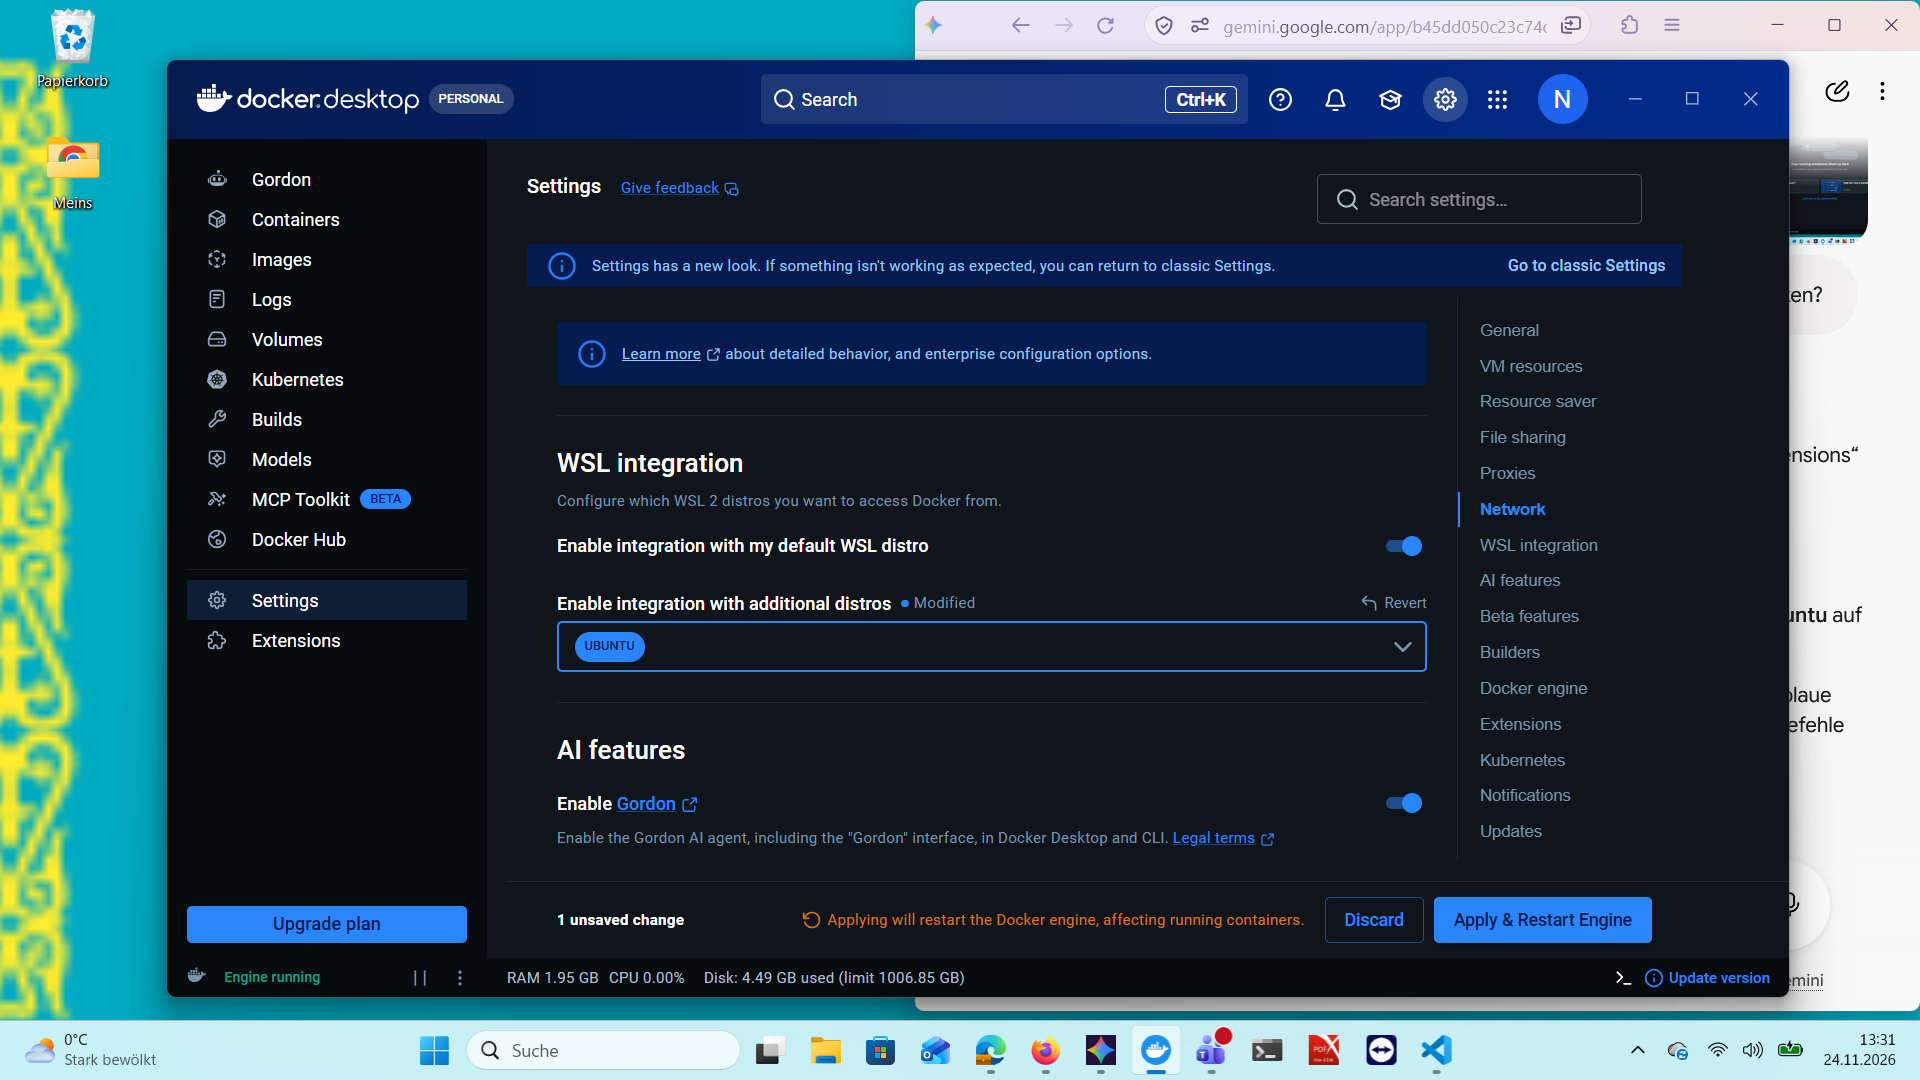 Papierkorb
Meins
gemini.google.com/app/b45dd050c23c74
docker desktop PERSONAL
Search
Ctrl+K
N
Gordon
Containers
Images
Logs
Volumes
Kubernetes
Builds
Models
MCP Toolkit BETA
Docker Hub
Settings
Extensions
Upgrade plan
Settings
Give feedback
Search settings...
Settings has a new look. If something isn't working as expected, you can return to classic Settings.
Go to classic Settings
Learn more about detailed behavior, and enterprise configuration options.
WSL integration
Configure which WSL 2 distros you want to access Docker from.
Enable integration with my default WSL distro
Enable integration with additional distros
Modified
Revert
UBUNTU
AI features
Enable Gordon
Enable the Gordon AI agent, including the "Gordon" interface, in Docker Desktop and CLI. Legal terms
General
VM resources
Resource saver
File sharing
Proxies
Network
WSL integration
AI features
Beta features
Builders
Docker engine
Extensions
Kubernetes
Notifications
Updates
1 unsaved change
Applying will restart the Docker engine, affecting running containers.
Discard
Apply & Restart Engine
Engine running
RAM 1.95 GB CPU 0.00%
Disk: 4.49 GB used (limit 1006.85 GB)
Update version
ken?
ensions“
untu auf
blaue
efehle
emini
0°C
Stark bewölkt
Suche
13:31
24.11.2026